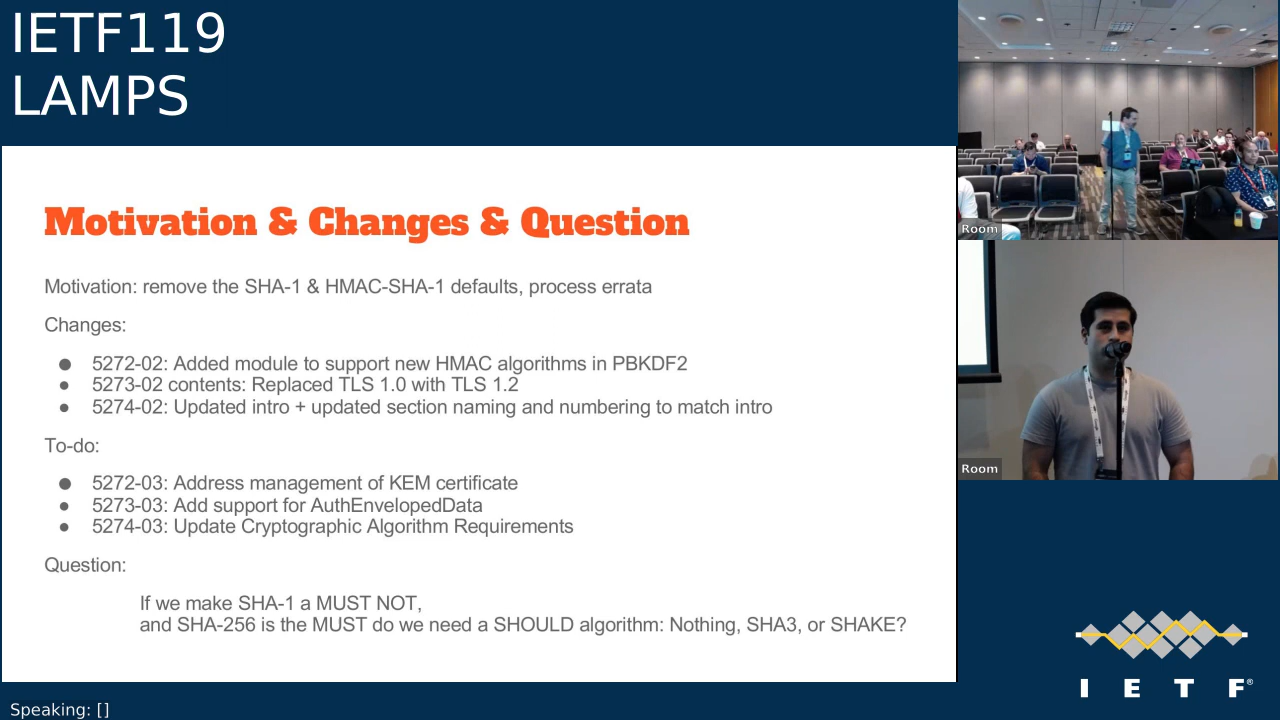 IETF119
LAMPS
Motivation & Changes & Question
Motivation: remove the SHA-1 & HMAC-SHA-1 defaults, process errata
Changes:
● 5272-02: Added module to support new HMAC algorithms in PBKDF2
● 5273-02 contents: Replaced TLS 1.0 with TLS 1.2
● 5274-02: Updated intro + updated section naming and numbering to match intro
To-do:
● 5272-03: Address management of KEM certificate
● 5273-03: Add support for AuthEnvelopedData
● 5274-03: Update Cryptographic Algorithm Requirements
Question:
If we make SHA-1 a MUST NOT,
and SHA-256 is the MUST do we need a SHOULD algorithm: Nothing, SHA3, or SHAKE?
Room
Room
I E T F®
Speaking: []